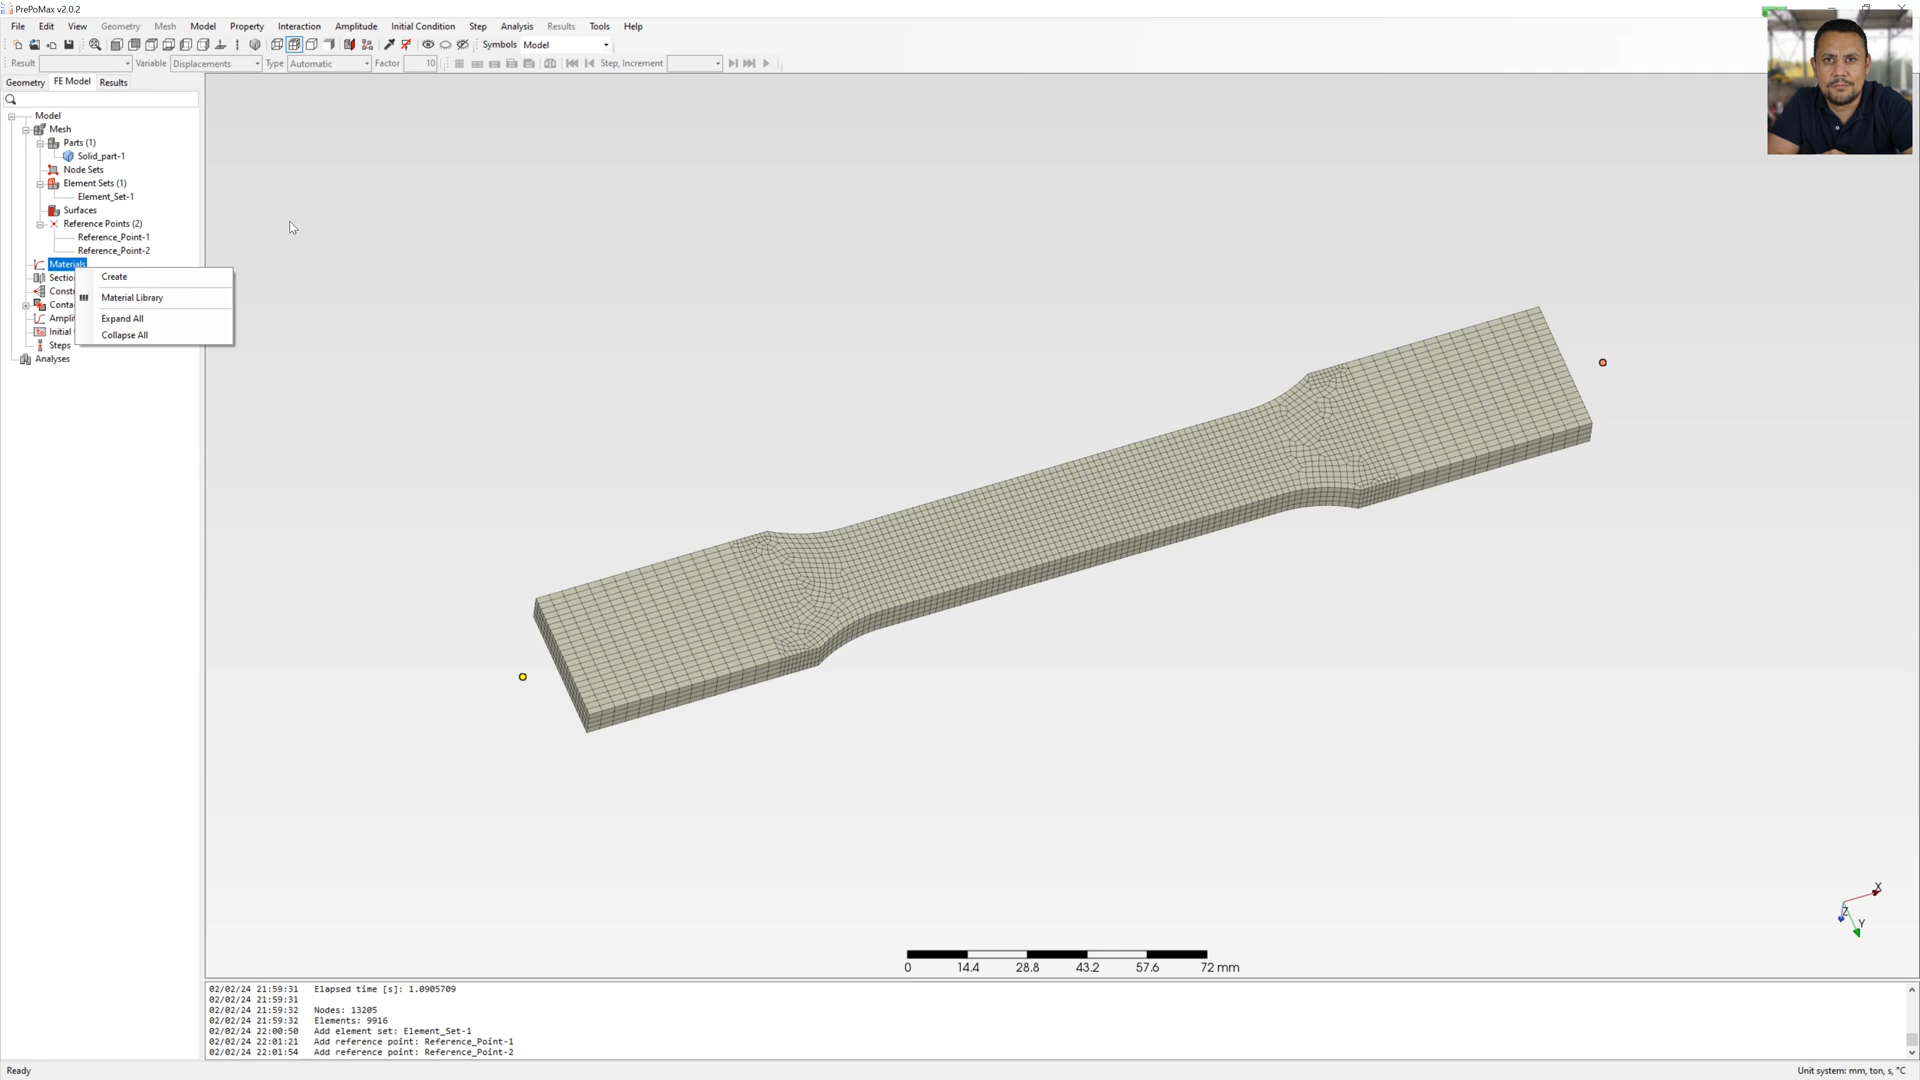 PrePoMax v2.0.2
File Edit View Geometry Mesh Model Property Interaction Amplitude Initial Condition Step Analysis Results Tools Help
Symbols Model
Result Variable Displacements Type Automatic Factor 10 Step, Increment
Geometry FE Model Results
Model
Mesh
Parts (1)
Solid_part-1
Node Sets
Element Sets (1)
Element_Set-1
Surfaces
Reference Points (2)
Reference_Point-1
Reference_Point-2
Materials
Sectio
Create
Constr
Material Library
Conta
Amplit
Expand All
Initial
Collapse All
Steps
Analyses
X
Z
Y
0 14.4 28.8 43.2 57.6 72 mm
02/02/24 21:59:31 Elapsed time [s]: 1.0905709
02/02/24 21:59:31
02/02/24 21:59:32 Nodes: 13205
02/02/24 21:59:32 Elements: 9916
02/02/24 22:00:50 Add element set: Element_Set-1
02/02/24 22:01:21 Add reference point: Reference_Point-1
02/02/24 22:01:54 Add reference point: Reference_Point-2
Ready Unit system: mm, ton, s, °C